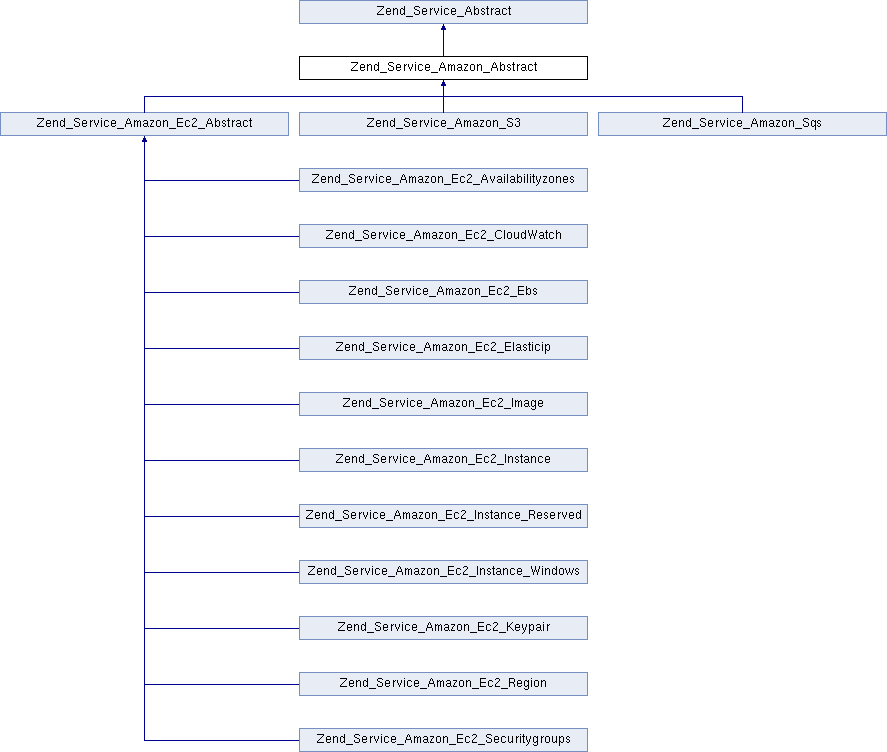 Zend_Service_Abstract
Zend_Service_Amazon_Abstract
Zend_Service_Amazon_Ec2_Abstract
Zend_Service_Amazon_S3
Zend_Service_Amazon_Sqs
Zend_Service_Amazon_Ec2_Availabilityzones
Zend_Service_Amazon_Ec2_CloudWatch
Zend_Service_Amazon_Ec2_Ebs
Zend_Service_Amazon_Ec2_Elasticip
Zend_Service_Amazon_Ec2_Image
Zend_Service_Amazon_Ec2_Instance
Zend_Service_Amazon_Ec2_Instance_Reserved
Zend_Service_Amazon_Ec2_Instance_Windows
Zend_Service_Amazon_Ec2_Keypair
Zend_Service_Amazon_Ec2_Region
Zend_Service_Amazon_Ec2_Securitygroups